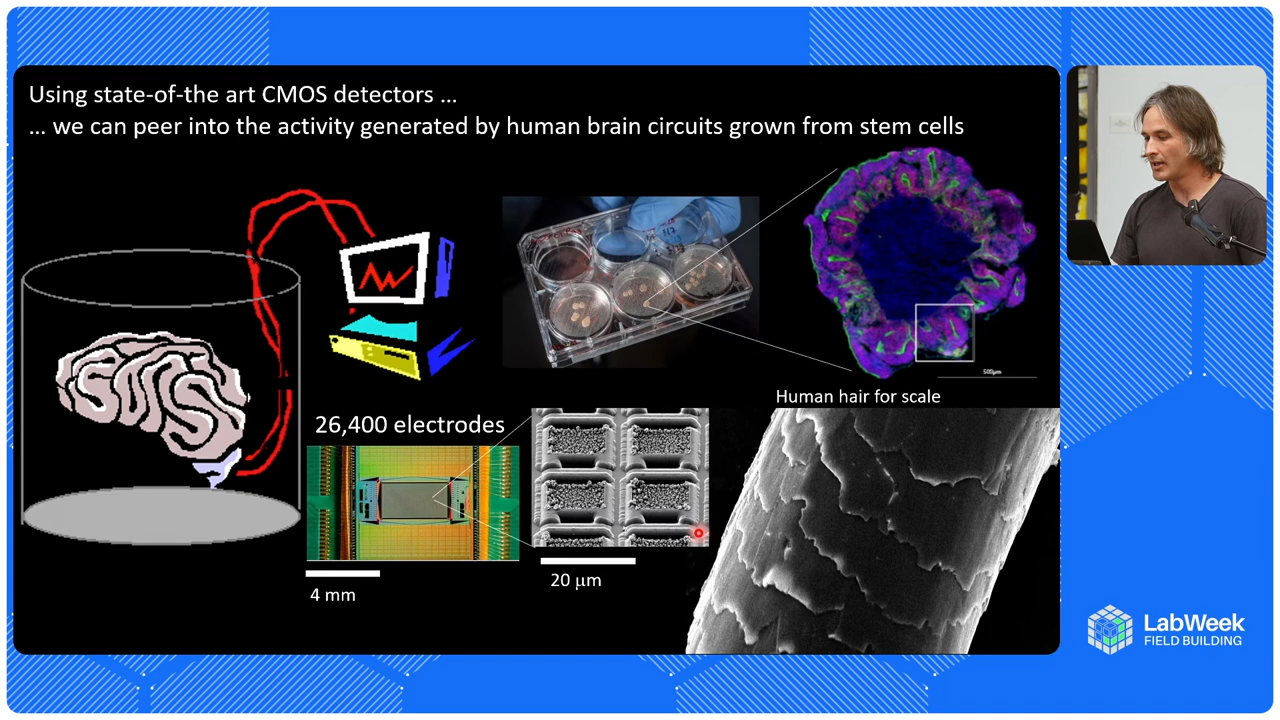 Using state-of-the art CMOS detectors ...
... we can peer into the activity generated by human brain circuits grown from stem cells
500μm
Human hair for scale
26,400 electrodes
20 μm
4 mm
LabWeek
FIELD BUILDING